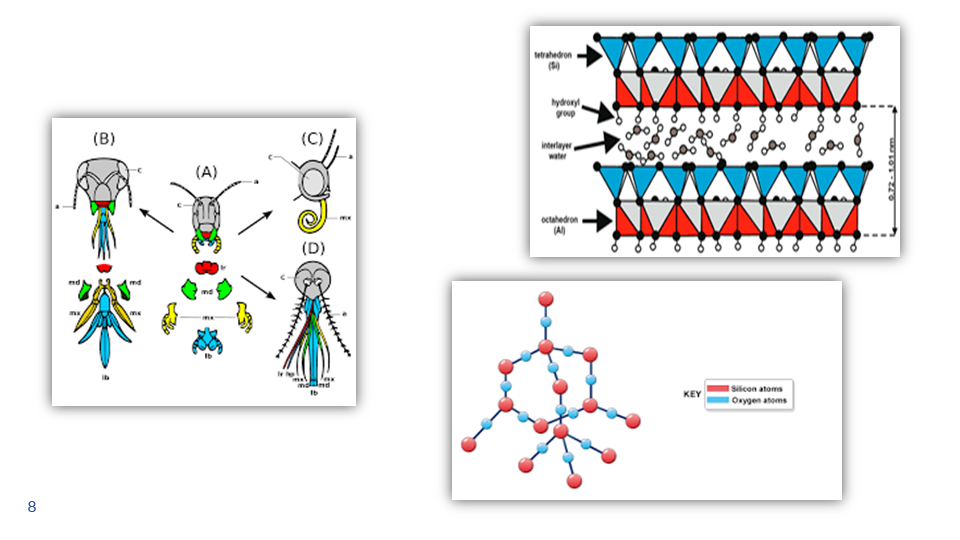 (B)
(C)
(A)
c
a
c
a
a
c
mx
(D)
lr
md
md
md
c
a
mx
mx
mx
lb
lb
lr hp
mx
mx
md
md
lb
tetrahedron
(Si)
hydroxyl
group
interlayer
water
octahedron
(Al)
0.72 - 1.01 nm
KEY
Silicon atoms
Oxygen atoms
8